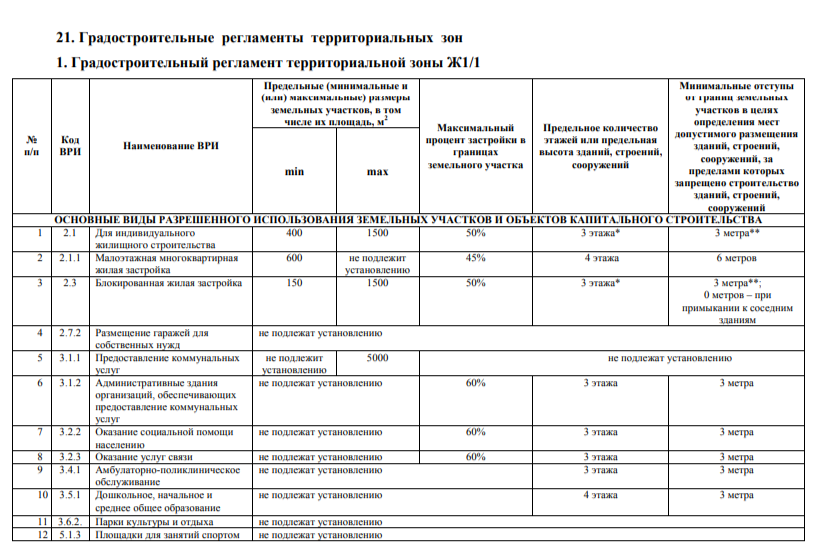 21. Градостроительные регламенты территориальных зон
1. Градостроительный регламент территориальной зоны Ж1/1
№
п/п
Код
ВРИ
Наименование ВРИ
Предельные (минимальные и
(или) максимальные) размеры
земельных участков, в том
числе их площадь, м2
min
max
Максимальный
процент застройки в
границах
земельного участка
Предельное количество
этажей или предельная
высота зданий, строений,
сооружений
Минимальные отступы
от границ земельных
участков в целях
определения мест
допустимого размещения
зданий, строений,
сооружений, за
пределами которых
запрещено строительство
зданий, строений,
сооружений
ОСНОВНЫЕ ВИДЫ РАЗРЕШЕННОГО ИСПОЛЬЗОВАНИЯ ЗЕМЕЛЬНЫХ УЧАСТКОВ И ОБЪЕКТОВ КАПИТАЛЬНОГО СТРОИТЕЛЬСТВА
1 2.1 Для индивидуального 400 1500 50% 3 этажа* 3 метра**
жилищного строительства
2 2.1.1 Малоэтажная многоквартирная 600 не подлежит 45% 4 этажа 6 метров
жилая застройка установлению
3 2.3 Блокированная жилая застройка 150 1500 50% 3 этажа* 3 метра**;
0 метров – при
примыкании к соседним
зданиям
4 2.7.2 Размещение гаражей для не подлежат установлению
собственных нужд
5 3.1.1 Предоставление коммунальных не подлежит 5000 не подлежат установлению
услуг установлению
6 3.1.2 Административные здания не подлежат установлению 60% 3 этажа 3 метра
организаций, обеспечивающих
предоставление коммунальных
услуг
7 3.2.2 Оказание социальной помощи не подлежат установлению 60% 3 этажа 3 метра
населению
8 3.2.3 Оказание услуг связи не подлежат установлению 60% 3 этажа 3 метра
9 3.4.1 Амбулаторно-поликлиническое не подлежат установлению 3 этажа 3 метра
обслуживание
10 3.5.1 Дошкольное, начальное и не подлежат установлению 4 этажа 3 метра
среднее общее образование
11 3.6.2. Парки культуры и отдыха не подлежат установлению
12 5.1.3 Площадки для занятий спортом не подлежат установлению